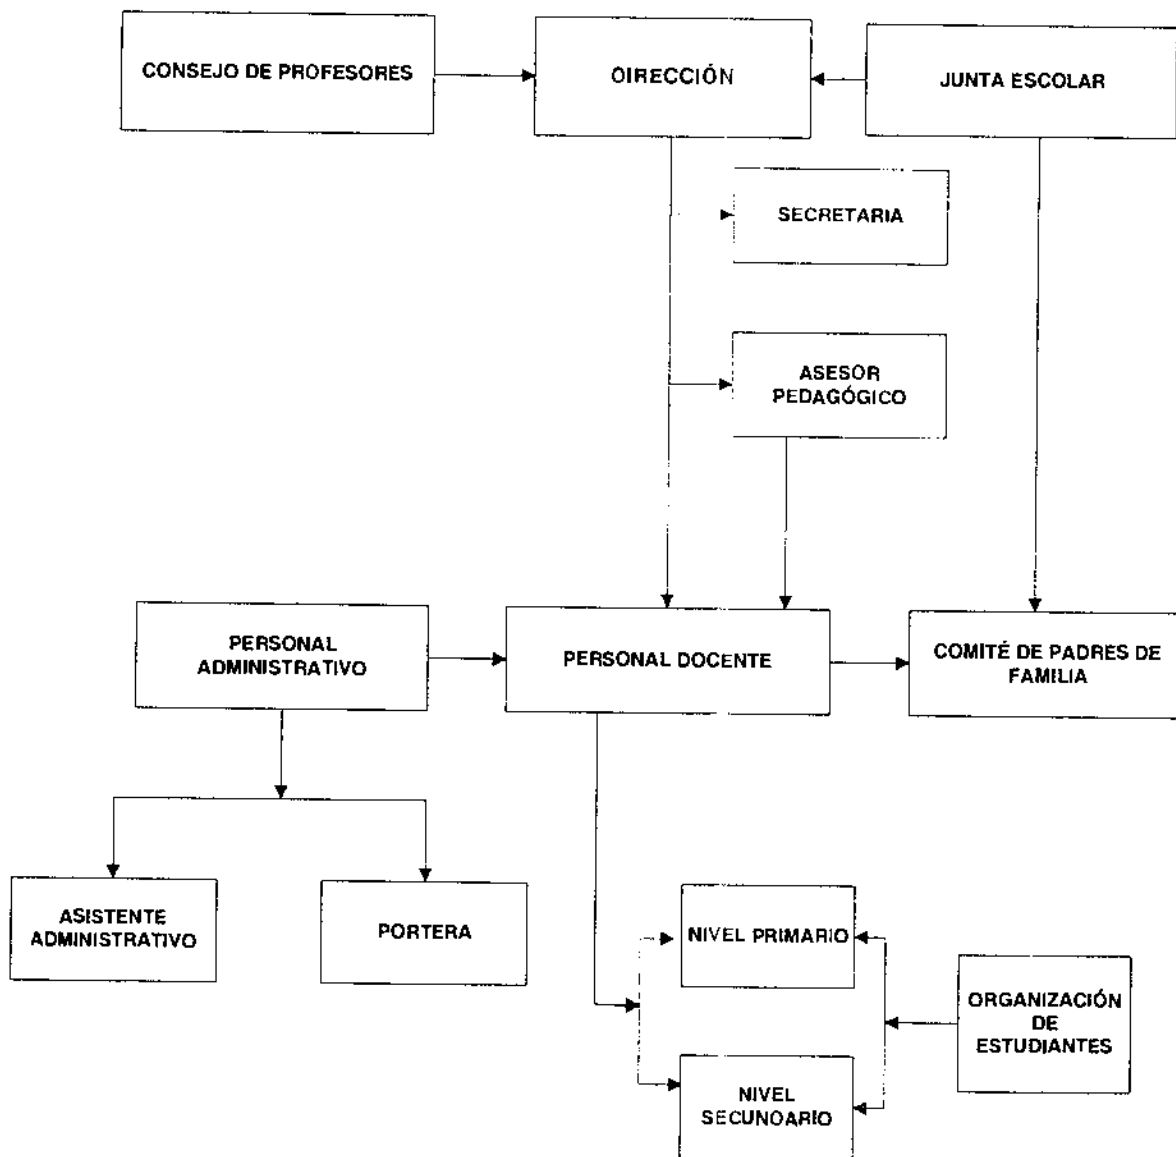 CONSEJO DE PROFESORES
OIRECCIÓN
JUNTA ESCOLAR
SECRETARIA
ASESOR
PEDAGÓGICO
PERSONAL
ADMINISTRATIVO
PERSONAL DOCENTE
COMITÉ DE PADRES DE
FAMILIA
ASISTENTE
ADMINISTRATIVO
PORTERA
NIVEL PRIMARIO
ORGANIZACIÓN
DE
ESTUDIANTES
NIVEL
SECUNOARIO